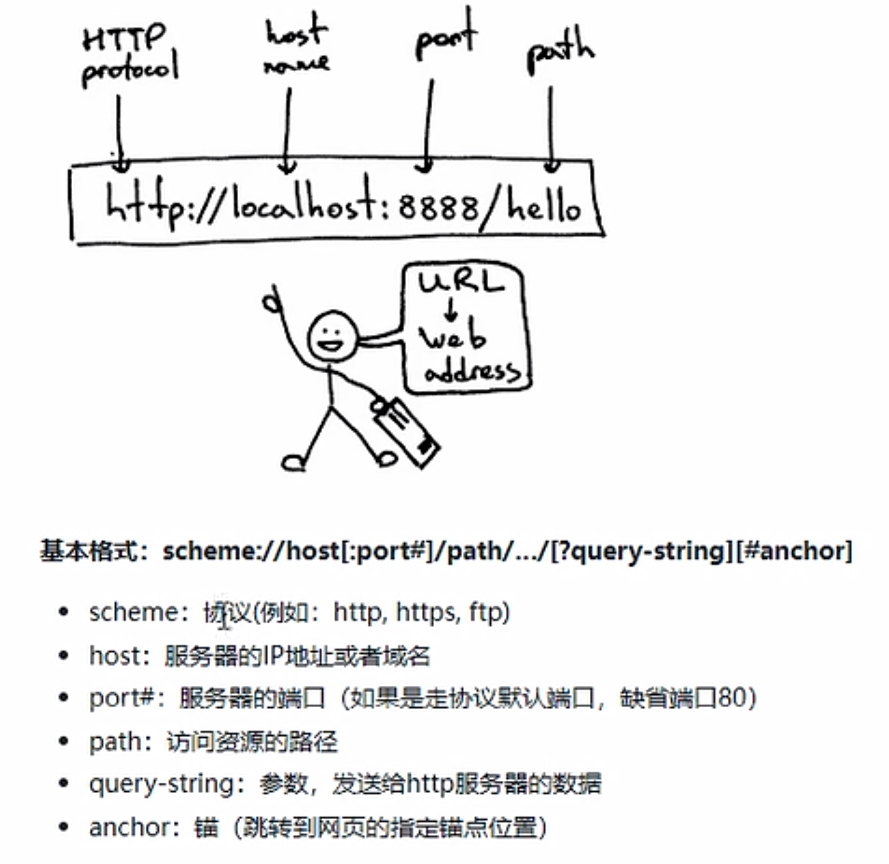 HTTP protocol
host name
port
path
http://localhost:8888/hello
URL
web
address
基本格式：scheme://host[:port#]/path/.../[?query-string][#anchor]
scheme：协议(例如：http, https, ftp)
host：服务器的IP地址或者域名
port#：服务器的端口（如果是走协议默认端口，缺省端口80）
path：访问资源的路径
query-string：参数，发送给http服务器的数据
anchor：锚（跳转到网页的指定锚点位置）